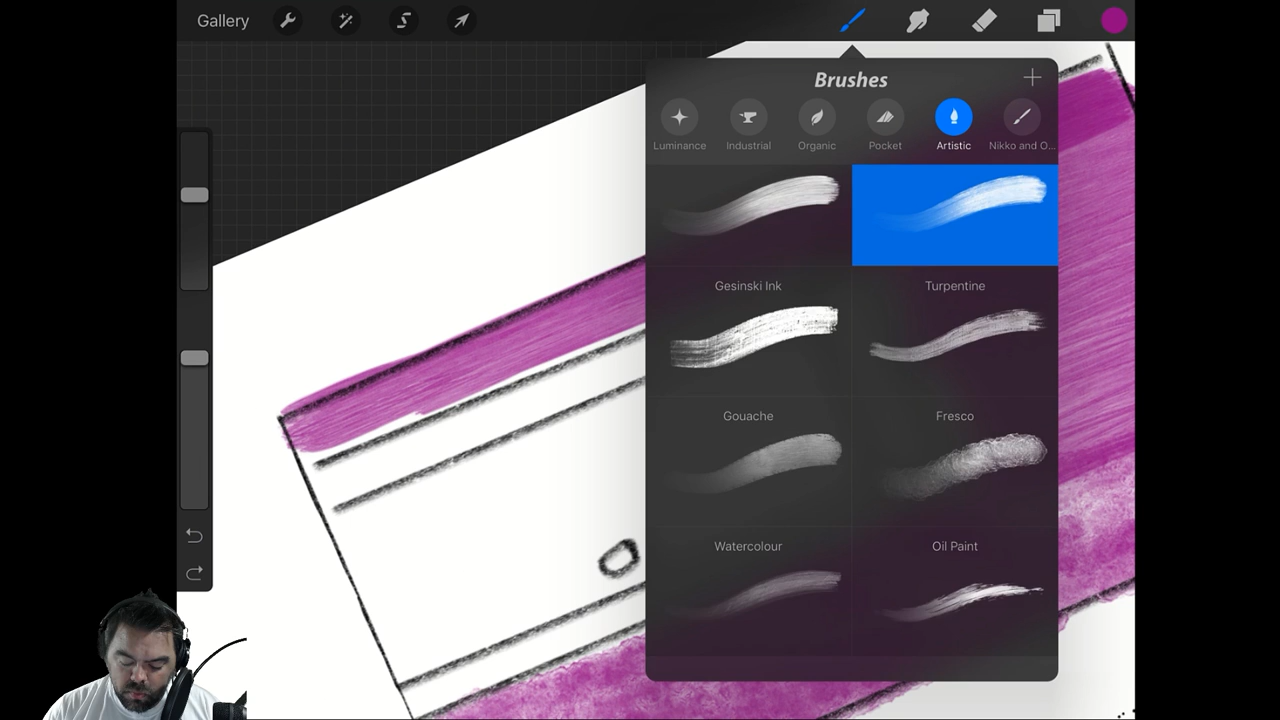 Gallery
Brushes
Luminance
Industrial
Organic
Pocket
Artistic
Nikko and O...
Gesinski Ink
Turpentine
Gouache
Fresco
Watercolour
Oil Paint